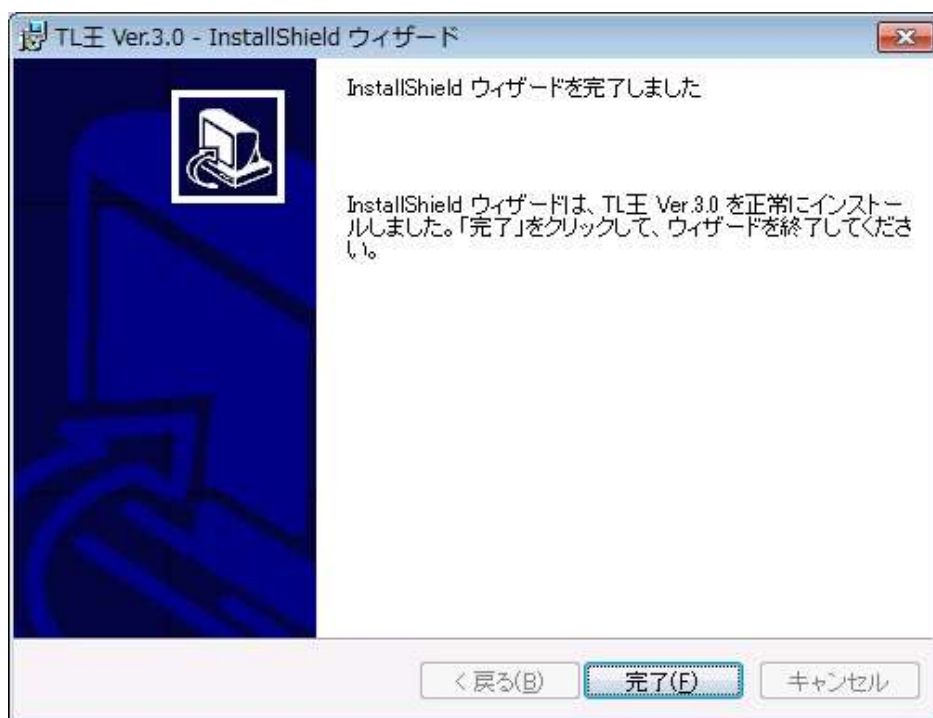 TL王 Ver.3.0 - InstallShield ウィザード
InstallShield ウィザードを完了しました
InstallShield ウィザードは、TL王 Ver.3.0 を正常にインストー
ルしました。「完了」をクリックして、ウィザードを終了してくださ
い。
< 戻る(B)
完了(F)
キャンセル